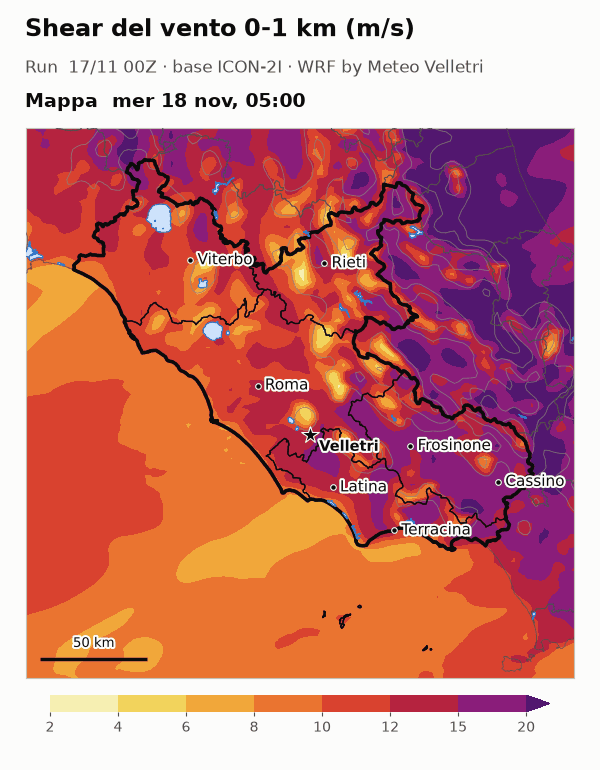 Shear del vento 0-1 km (m/s)
Run  17/11 00Z · base ICON-2I · WRF by Meteo Velletri
Mappa  mer 18 nov, 05:00
Viterbo
Rieti
Roma
Velletri
Frosinone
Latina
Cassino
Terracina
50 km
2 4 6 8 10 12 15 20